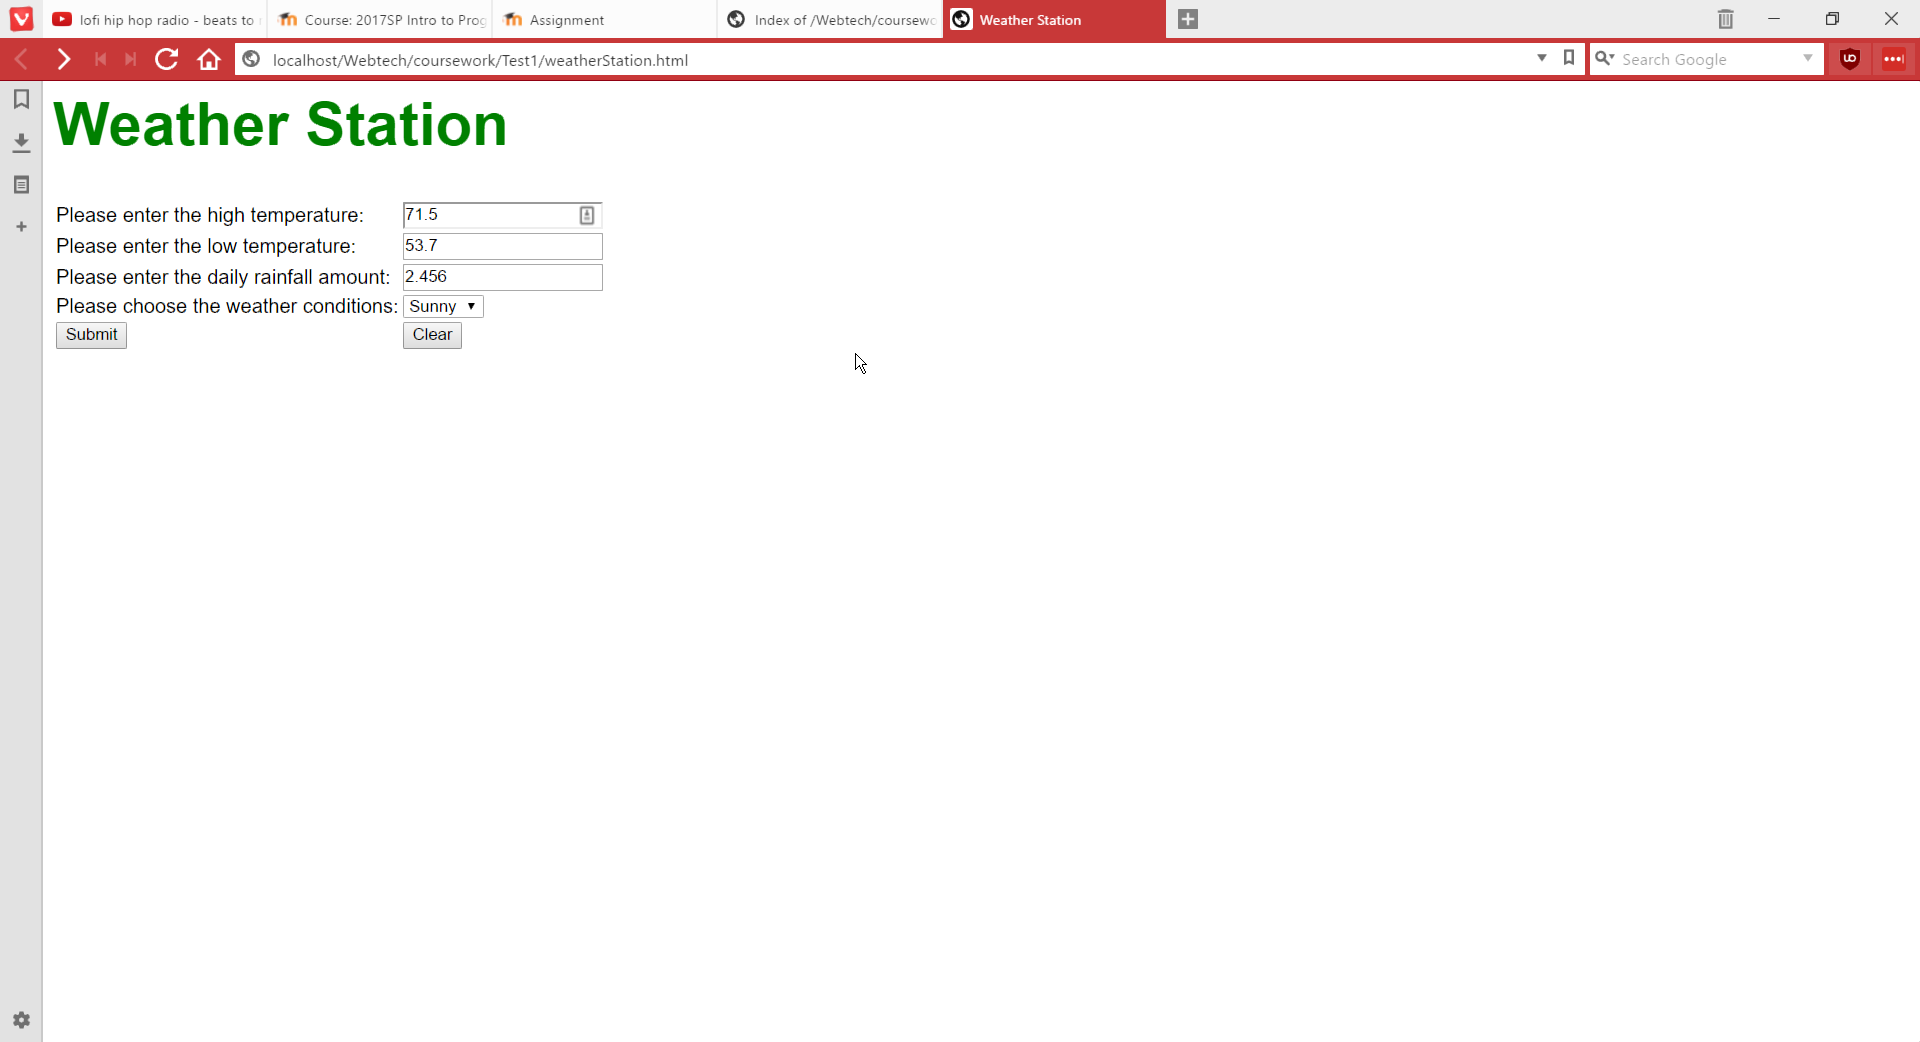 lofi hip hop radio - beats to
Course: 2017SP Intro to Prog
Assignment
Index of /Webtech/coursewo
Weather Station
localhost/Webtech/coursework/Test1/weatherStation.html
Search Google
Weather Station
Please enter the high temperature: 71.5
Please enter the low temperature: 53.7
Please enter the daily rainfall amount: 2.456
Please choose the weather conditions: Sunny
Submit Clear